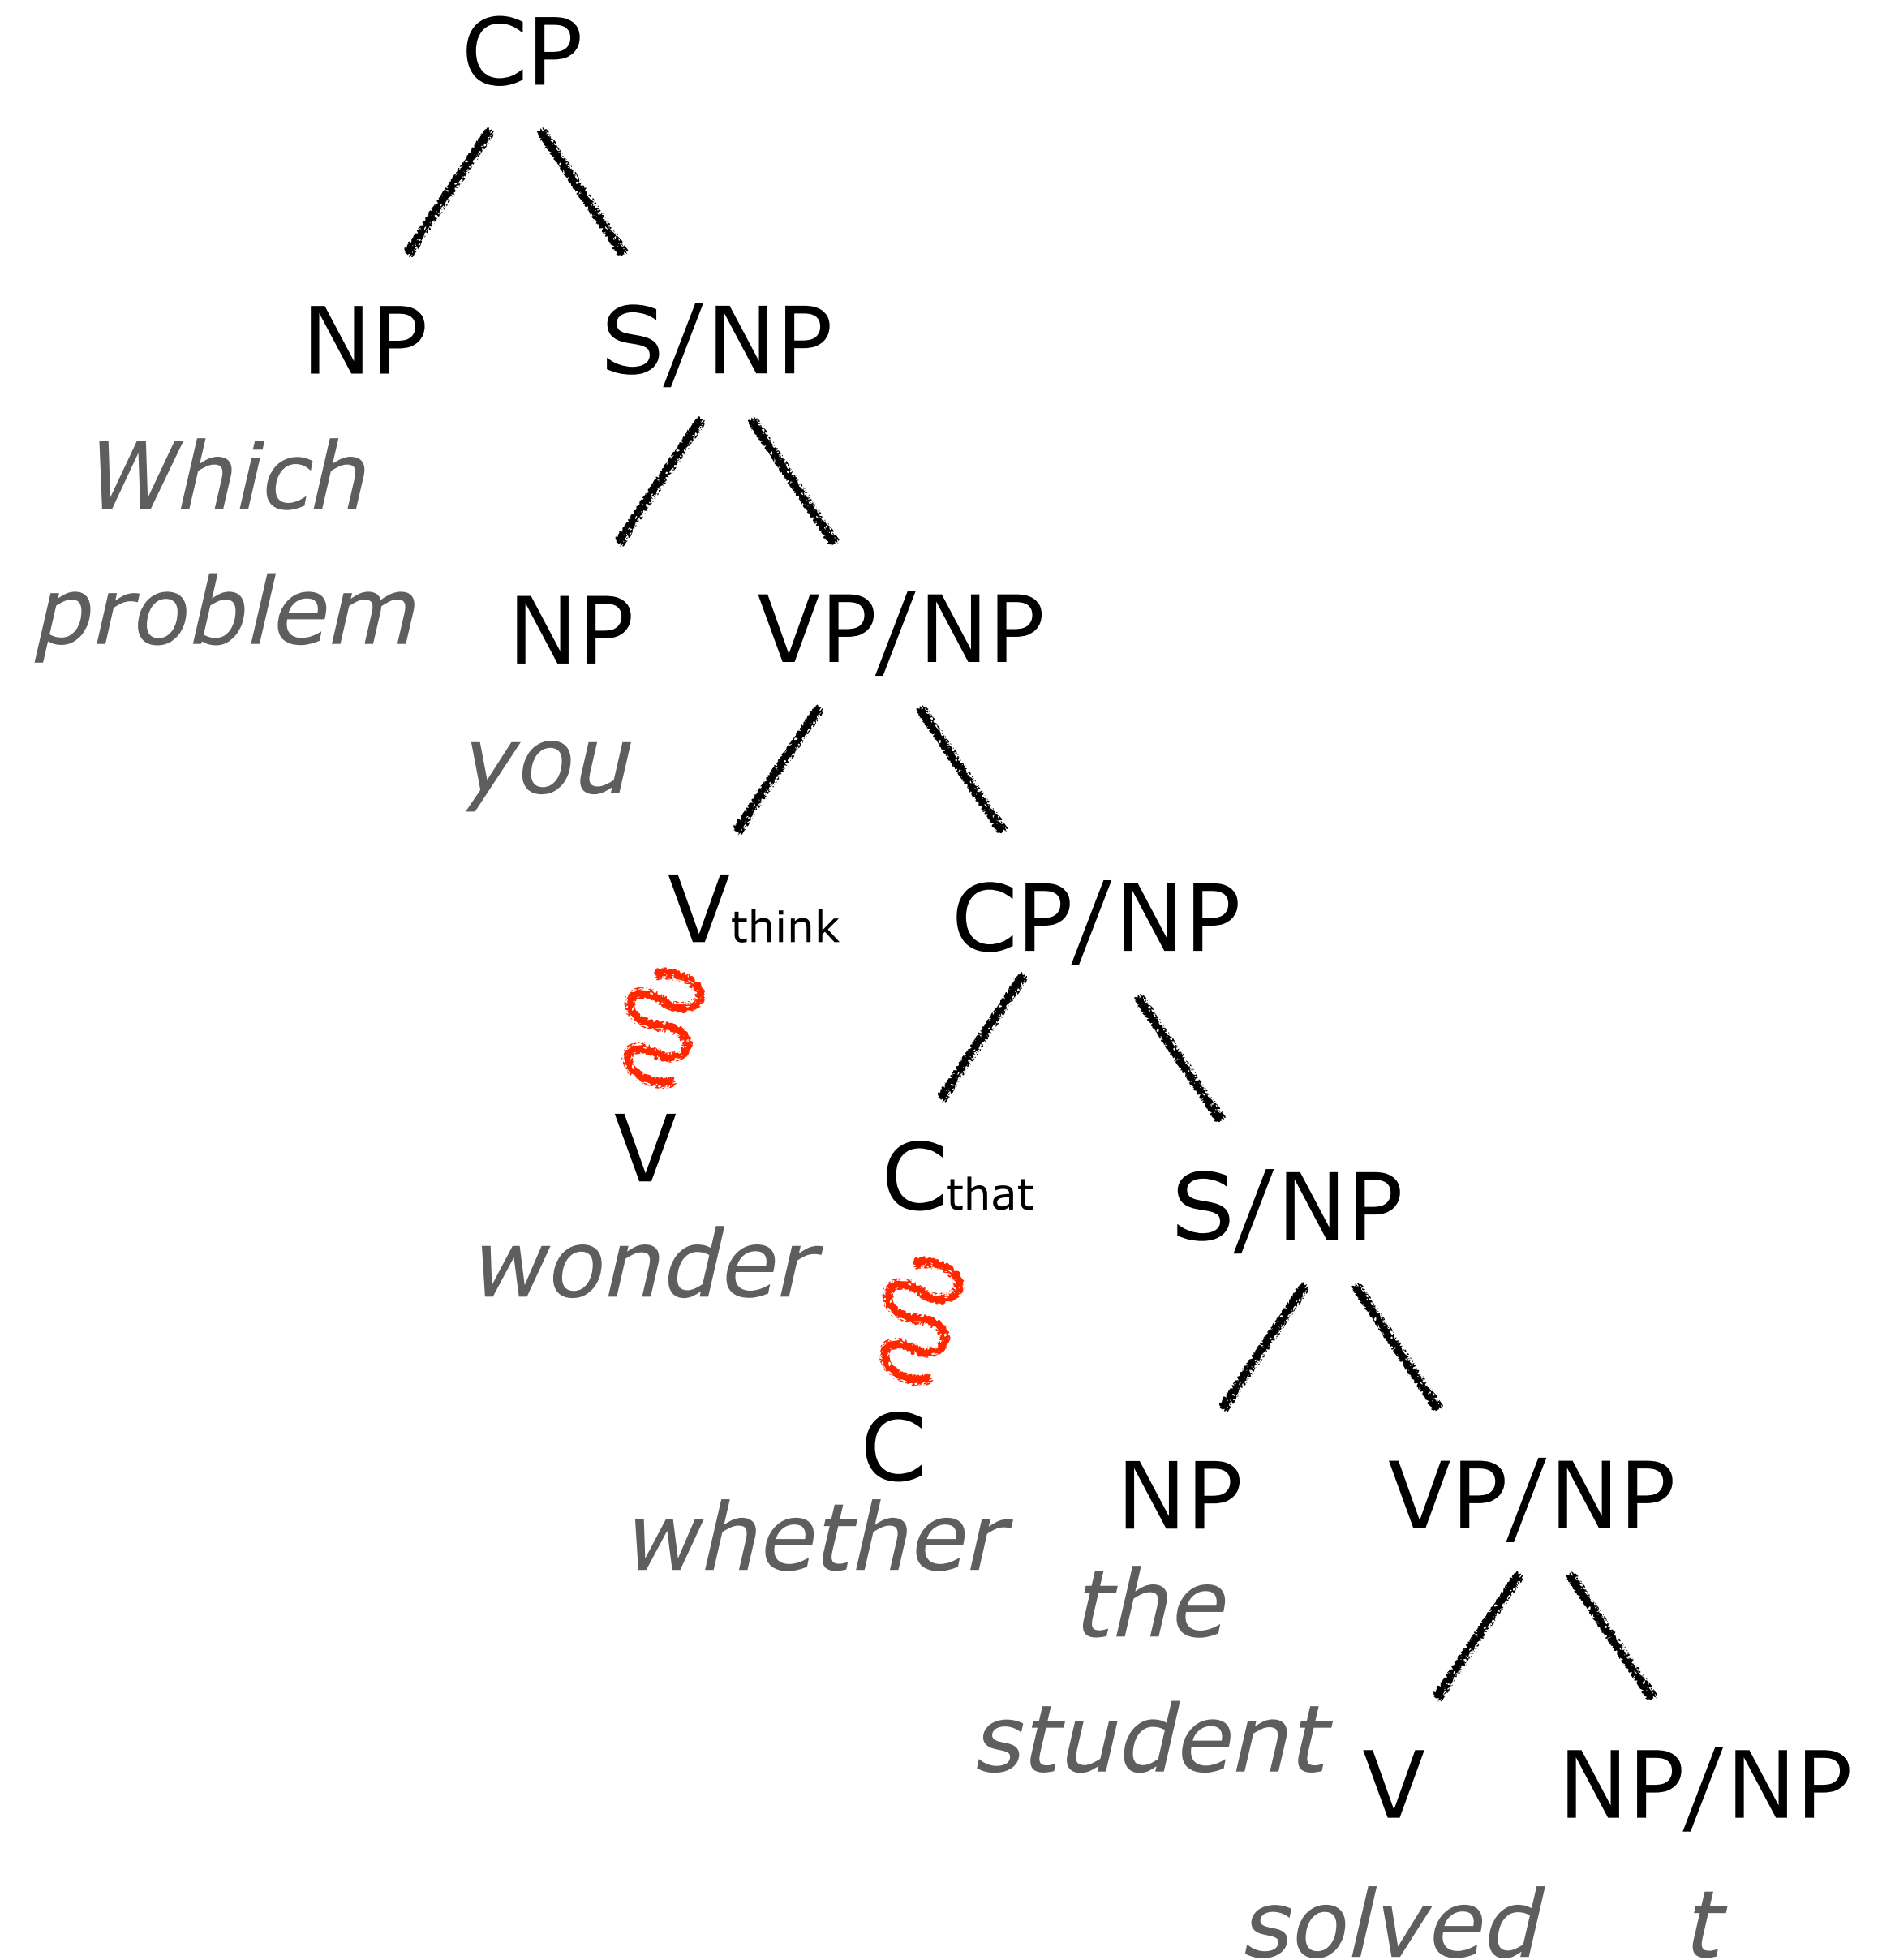 CP
NP S/NP
Which
problem
NP VP/NP
you
Vthink CP/NP
V
wonder
Cthat S/NP
C
whether
NP VP/NP
the
student
V NP/NP
solved t